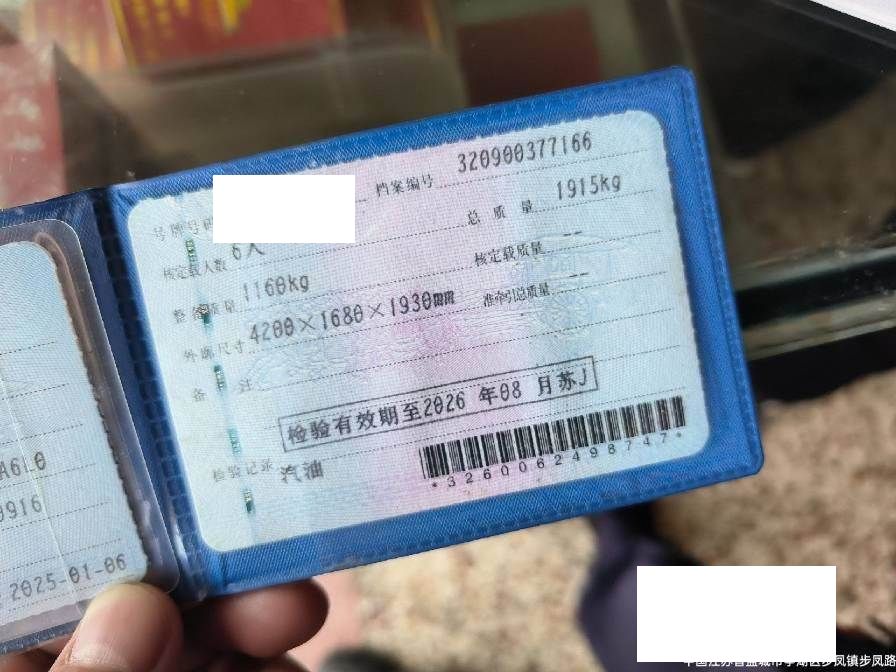 号牌号码
档案编号 320900377166
核定载人数 6人
总质量 1915kg
整备质量 1160kg
核定载质量 --
外廓尺寸 4200×1680×1930mm
准牵引总质量 --
备注
检验有效期至2026 年08 月苏J
检验记录 汽油
*3260062498747*
A6L0
0916
2025-01-06